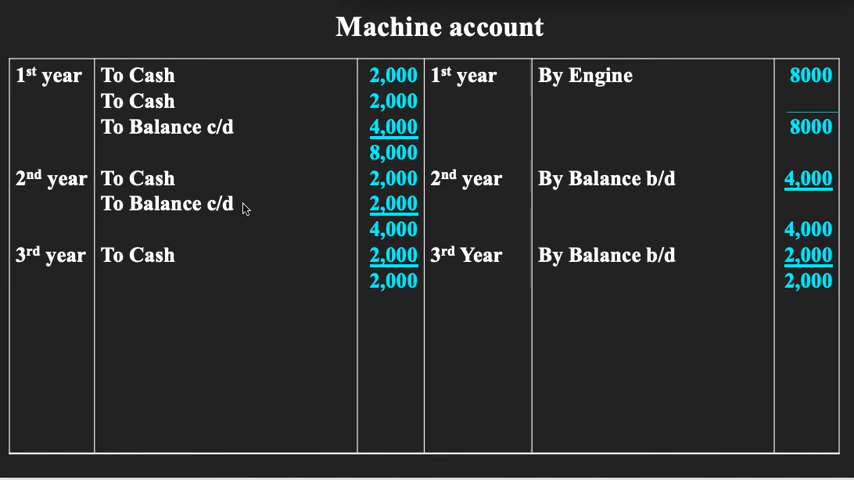 Machine account
1st year To Cash 2,000 1st year By Engine 8000
To Cash 2,000
To Balance c/d 4,000 8000
8,000
2nd year To Cash 2,000 2nd year By Balance b/d 4,000
To Balance c/d 2,000
4,000 4,000
3rd year To Cash 2,000 3rd Year By Balance b/d 2,000
2,000 2,000